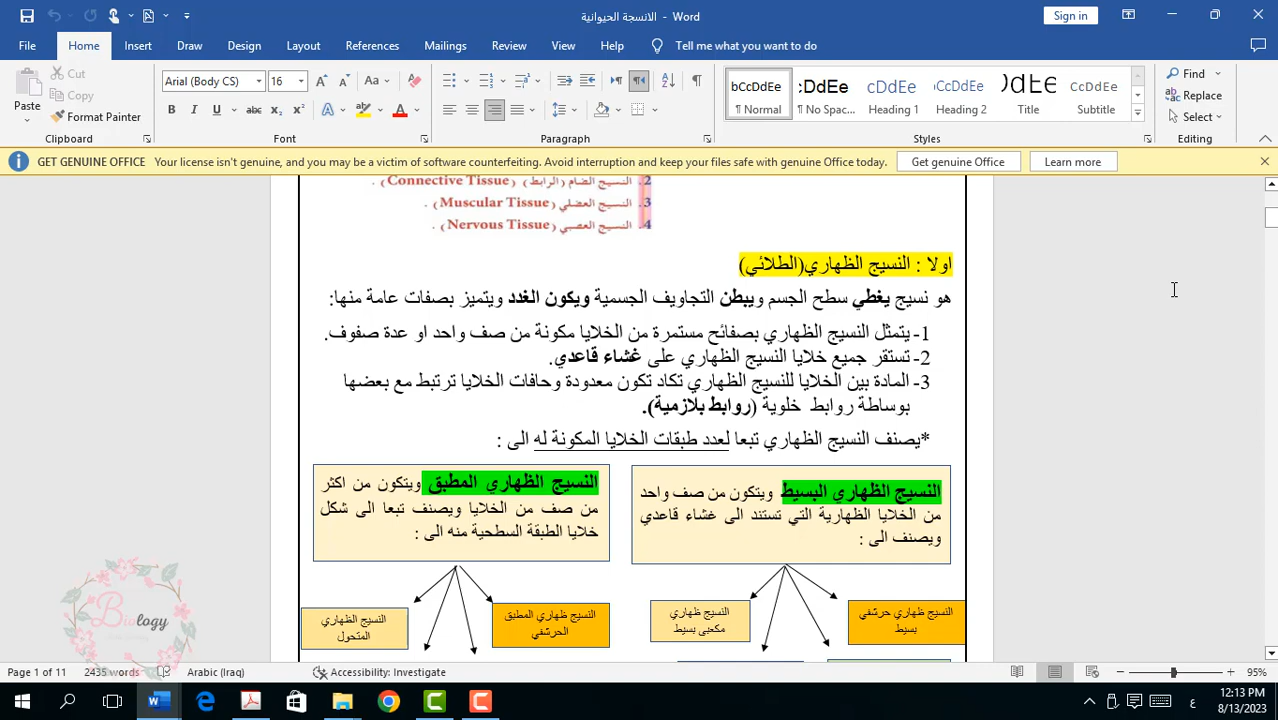 الانسجة الحيوانية - Word
Sign in
File Home Insert Draw Design Layout References Mailings Review View Help Tell me what you want to do
Paste
Cut
Copy
Format Painter
Clipboard
Arial (Body CS) 16
Font
Paragraph
¶ Normal
¶ No Spac...
Heading 1
Heading 2
Title
Subtitle
Styles
Find
Replace
Select
Editing
GET GENUINE OFFICE Your license isn't genuine, and you may be a victim of software counterfeiting. Avoid interruption and keep your files safe with genuine Office today. Get genuine Office Learn more
2. النسيج الضام (الرابط) (Connective Tissue) .
3. النسيج العضلي (Muscular Tissue) .
4. النسيج العصبي (Nervous Tissue) .
اولا : النسيج الظهاري(الطلائي)
هو نسيج يغطي سطح الجسم ويبطن التجاويف الجسمية ويكون الغدد ويتميز بصفات عامة منها:
1- يتمثل النسيج الظهاري بصفائح مستمرة من الخلايا مكونة من صف واحد او عدة صفوف.
2- تستقر جميع خلايا النسيج الظهاري على غشاء قاعدي.
3- المادة بين الخلايا للنسيج الظهاري تكاد تكون معدودة وحافات الخلايا ترتبط مع بعضها
بوساطة روابط خلوية (روابط بلازمية).
*يصنف النسيج الظهاري تبعا لعدد طبقات الخلايا المكونة له الى :
النسيج الظهاري البسيط ويتكون من صف واحد
من الخلايا الظهارية التي تستند الى غشاء قاعدي
ويصنف الى :
النسيج الظهاري المطبق ويتكون من اكثر
من صف من الخلايا ويصنف تبعا الى شكل
خلايا الطبقة السطحية منه الى :
النسيج ظهاري حرشفي
بسيط
النسيج ظهاري
مكعبي بسيط
النسيج ظهاري المطبق
الحرشفي
النسيج الظهاري
المتحول
Biology
Page 1 of 11 2435 words Arabic (Iraq) Accessibility: Investigate 95%
ع
12:13 PM
8/13/2023